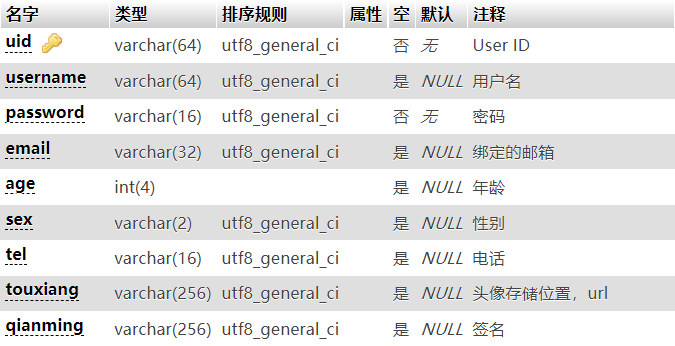 名字 类型 排序规则 属性 空 默认 注释
uid varchar(64) utf8_general_ci 否 无 User ID
username varchar(64) utf8_general_ci 是 NULL 用户名
password varchar(16) utf8_general_ci 否 无 密码
email varchar(32) utf8_general_ci 是 NULL 绑定的邮箱
age int(4) 是 NULL 年龄
sex varchar(2) utf8_general_ci 是 NULL 性别
tel varchar(16) utf8_general_ci 是 NULL 电话
touxiang varchar(256) utf8_general_ci 是 NULL 头像存储位置，url
qianming varchar(256) utf8_general_ci 是 NULL 签名